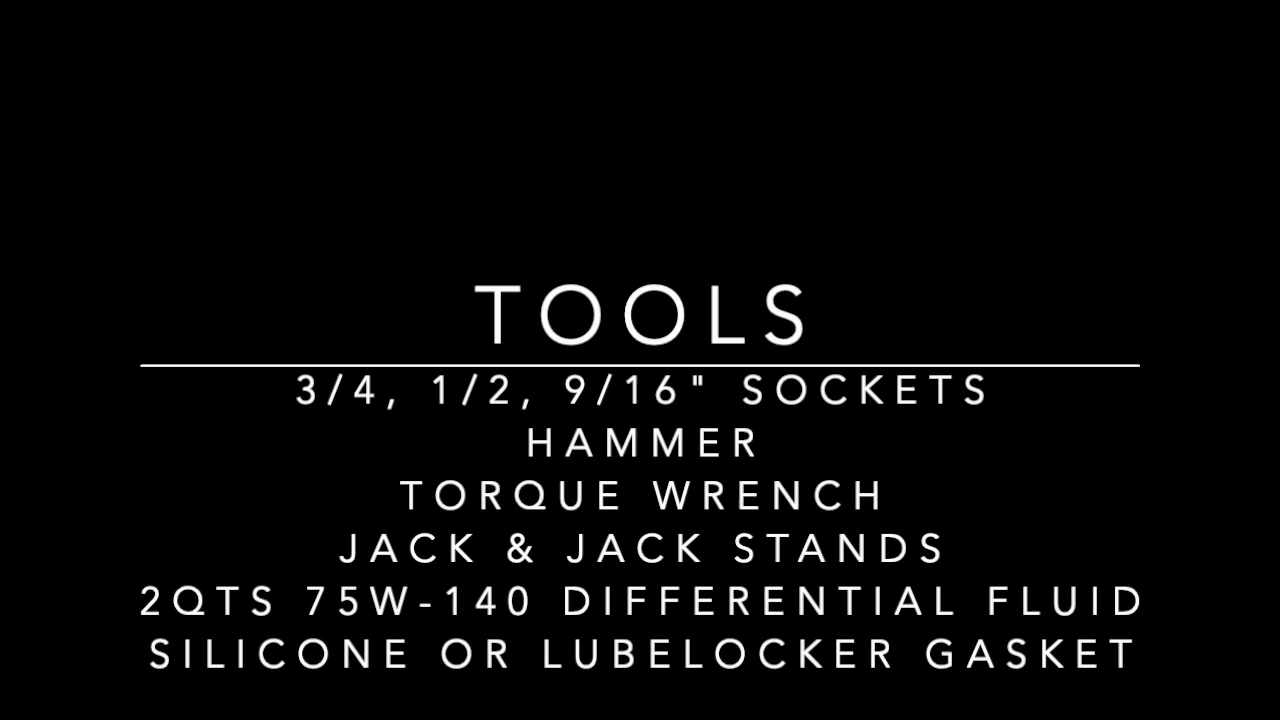 TOOLS
3/4, 1/2, 9/16" SOCKETS
HAMMER
TORQUE WRENCH
JACK & JACK STANDS
2QTS 75W-140 DIFFERENTIAL FLUID
SILICONE OR LUBELOCKER GASKET